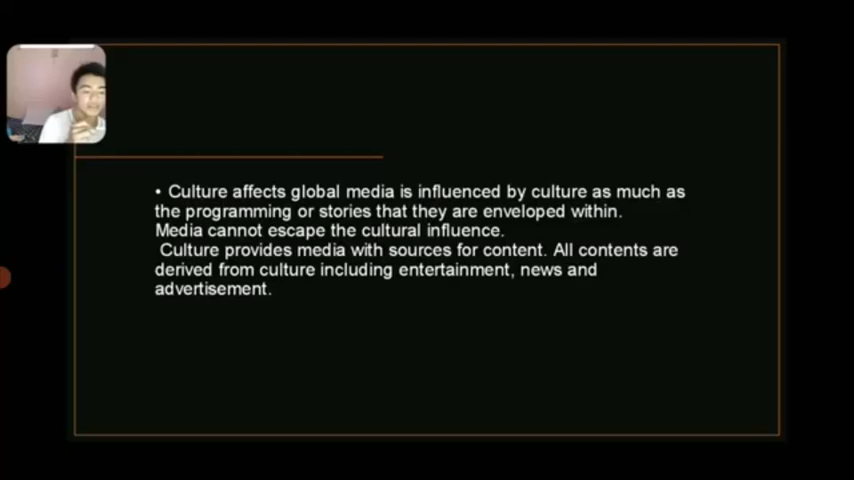 • Culture affects global media is influenced by culture as much as
the programming or stories that they are enveloped within.
Media cannot escape the cultural influence.
Culture provides media with sources for content. All contents are
derived from culture including entertainment, news and
advertisement.